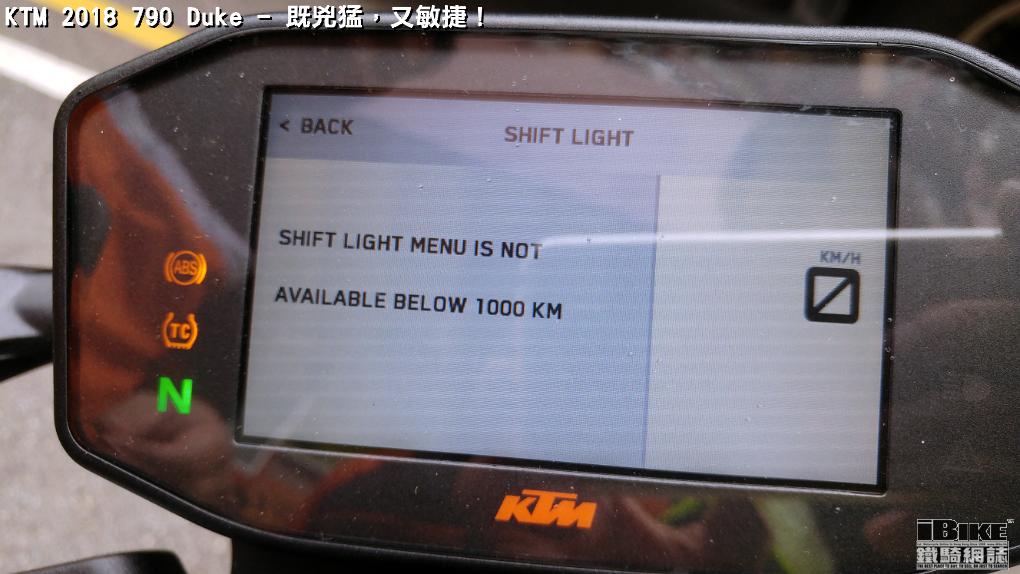 KTM 2018 790 Duke - 既兇猛，又敏捷！
< BACK
SHIFT LIGHT
SHIFT LIGHT MENU IS NOT
AVAILABLE BELOW 1000 KM
KM/H
0
ABS
TC
N
KTM
iBIKE
鐵騎網誌